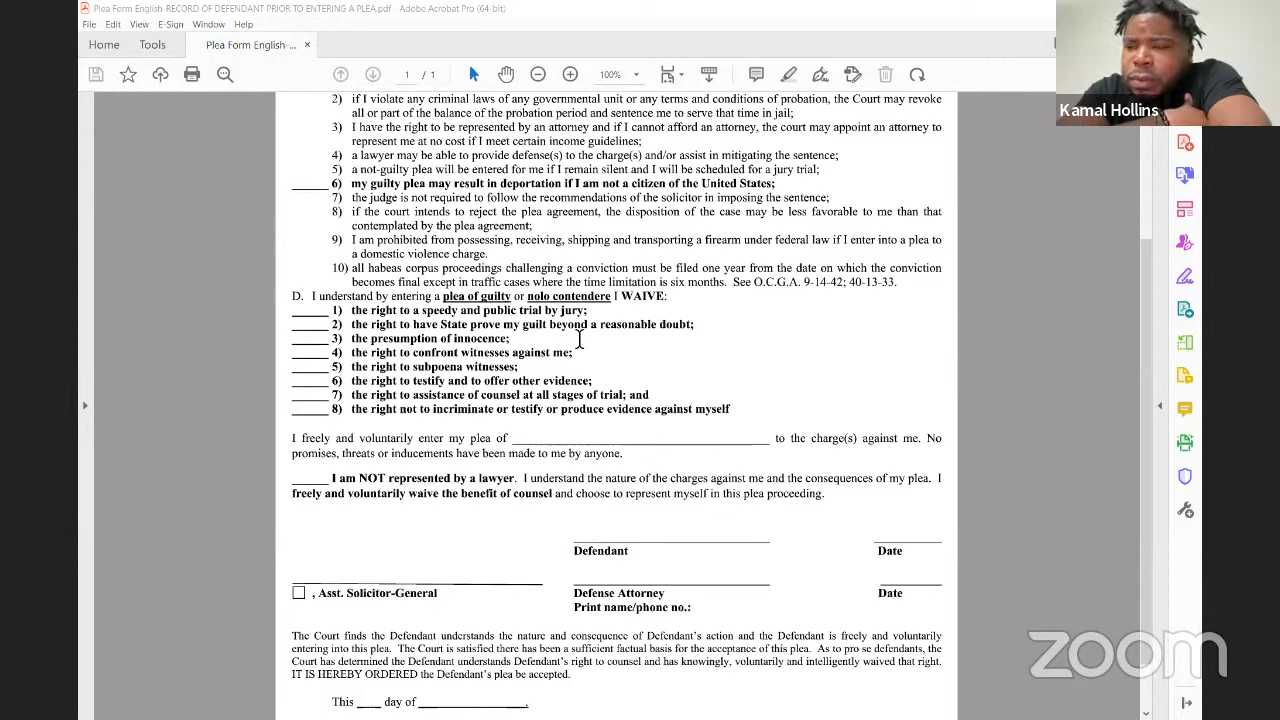 Plea Form English-RECORD OF DEFENDANT PRIOR TO ENTERING A PLEA.pdf - Adobe Acrobat Pro (64-bit)
File Edit View E-Sign Window Help
Home Tools Plea Form English-... ×
1 / 1 100%
Kamal Hollins
2) if I violate any criminal laws of any governmental unit or any terms and conditions of probation, the Court may revoke
all or part of the balance of the probation period and sentence me to serve that time in jail;
3) I have the right to be represented by an attorney and if I cannot afford an attorney, the court may appoint an attorney to
represent me at no cost if I meet certain income guidelines;
4) a lawyer may be able to provide defense(s) to the charge(s) and/or assist in mitigating the sentence;
5) a not-guilty plea will be entered for me if I remain silent and I will be scheduled for a jury trial;
______ 6) my guilty plea may result in deportation if I am not a citizen of the United States;
7) the judge is not required to follow the recommendations of the solicitor in imposing the sentence;
8) if the court intends to reject the plea agreement, the disposition of the case may be less favorable to me than that
contemplated by the plea agreement;
9) I am prohibited from possessing, receiving, shipping and transporting a firearm under federal law if I enter into a plea to
a domestic violence charge.
10) all habeas corpus proceedings challenging a conviction must be filed one year from the date on which the conviction
becomes final except in traffic cases where the time limitation is six months. See O.C.G.A. 9-14-42; 40-13-33.
D. I understand by entering a plea of guilty or nolo contendere I WAIVE:
______ 1) the right to a speedy and public trial by jury;
______ 2) the right to have State prove my guilt beyond a reasonable doubt;
______ 3) the presumption of innocence;
______ 4) the right to confront witnesses against me;
______ 5) the right to subpoena witnesses;
______ 6) the right to testify and to offer other evidence;
______ 7) the right to assistance of counsel at all stages of trial; and
______ 8) the right not to incriminate or testify or produce evidence against myself
I freely and voluntarily enter my plea of ____________________ to the charge(s) against me. No
promises, threats or inducements have been made to me by anyone.
______ I am NOT represented by a lawyer. I understand the nature of the charges against me and the consequences of my plea. I
freely and voluntarily waive the benefit of counsel and choose to represent myself in this plea proceeding.
Defendant Date
, Asst. Solicitor-General Defense Attorney Date
Print name/phone no.:
The Court finds the Defendant understands the nature and consequence of Defendant's action and the Defendant is freely and voluntarily
entering into this plea. The Court is satisfied there has been a sufficient factual basis for the acceptance of this plea. As to pro se defendants, the
Court has determined the Defendant understands Defendant's right to counsel and has knowingly, voluntarily and intelligently waived that right.
IT IS HEREBY ORDERED the Defendant's plea be accepted.
This ____ day of __________________.
zoom